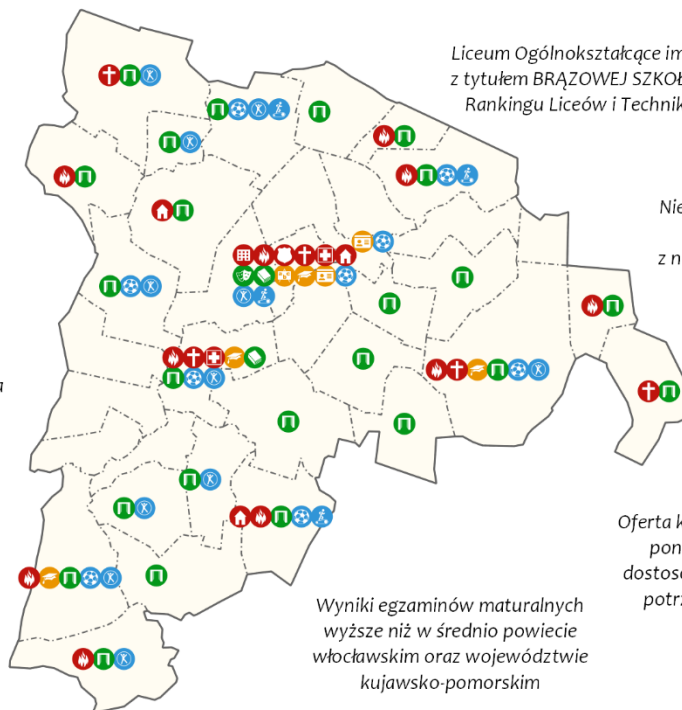 Liceum Ogólnokształcące im
z tytułem BRĄZOWEJ
Rankingu Liceów i Technik
Nie
z n
a
Oferta k
pon
dostoso
potrz
Wyniki egzaminów maturalnych
wyższe niż w średnio powiecie
włocławskim oraz województwie
kujawsko-pomorskim